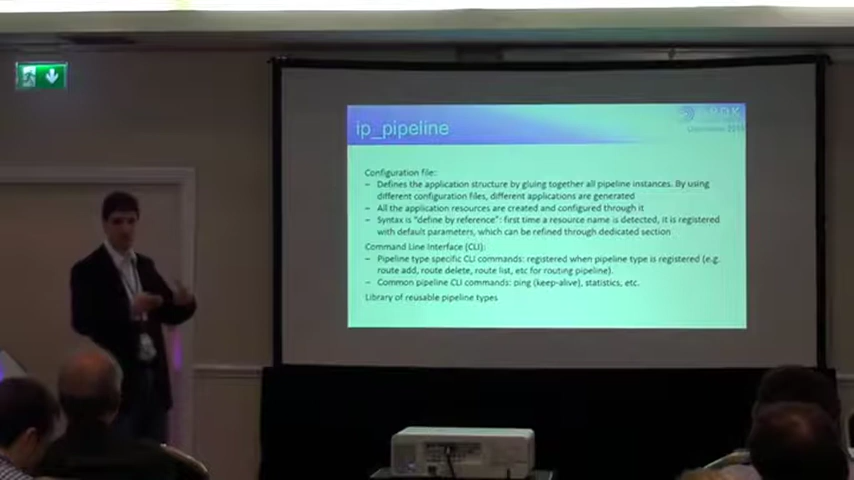 ip_pipeline
DPDK
Configuration file:
– Defines the application structure by gluing together all pipeline instances. By using
different configuration files, different applications are generated
– All the application resources are created and configured through it
– Syntax is "define by reference": first time a resource name is detected, it is registered
with default parameters, which can be refined through dedicated section
Command Line Interface (CLI):
– Pipeline type specific CLI commands: registered when pipeline type is registered (e.g.
route add, route delete, route list, etc for routing pipeline).
– Common pipeline CLI commands: ping (keep-alive), statistics, etc.
Library of reusable pipeline types